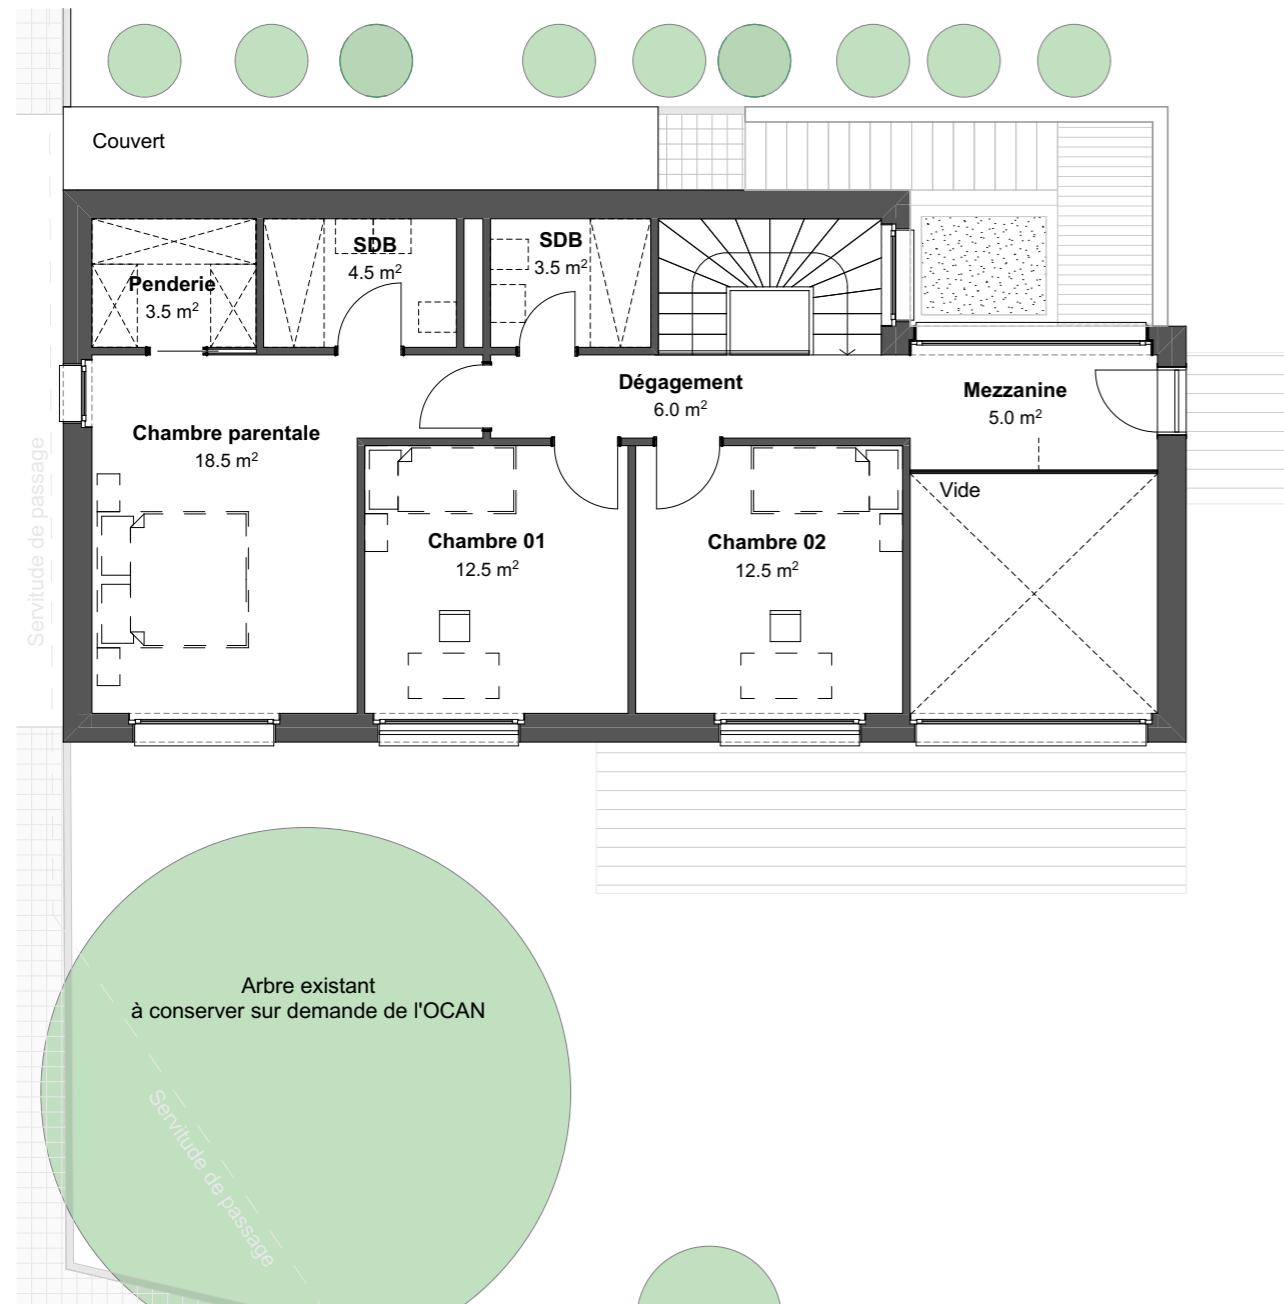 Couvert
SDB
4.5 m²
SDB
3.5 m²
Penderie
3.5 m²
Dégagement
6.0 m²
Mezzanine
5.0 m²
Chambre parentale
18.5 m²
Vide
Chambre 01
12.5 m²
Chambre 02
12.5 m²
Servitude de passage
Arbre existant
à conserver sur demande de l'OCAN
Servitude de passage